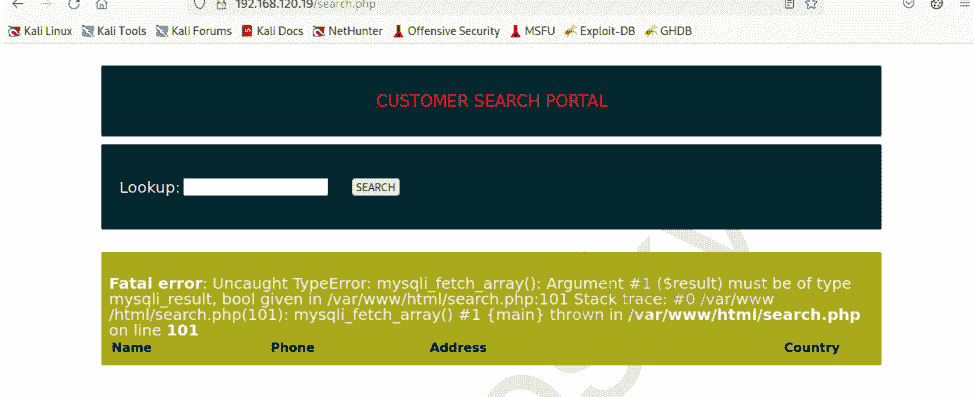 192.168.120.19/search.php
Kali Linux Kali Tools Kali Forums Kali Docs NetHunter Offensive Security MSFU Exploit-DB GHDB
CUSTOMER SEARCH PORTAL
Lookup: SEARCH
Fatal error: Uncaught TypeError: mysqli_fetch_array(): Argument #1 ($result) must be of type
mysqli_result, bool given in /var/www/html/search.php:101 Stack trace: #0 /var/www
/html/search.php(101): mysqli_fetch_array() #1 {main} thrown in /var/www/html/search.php
on line 101
Name Phone Address Country